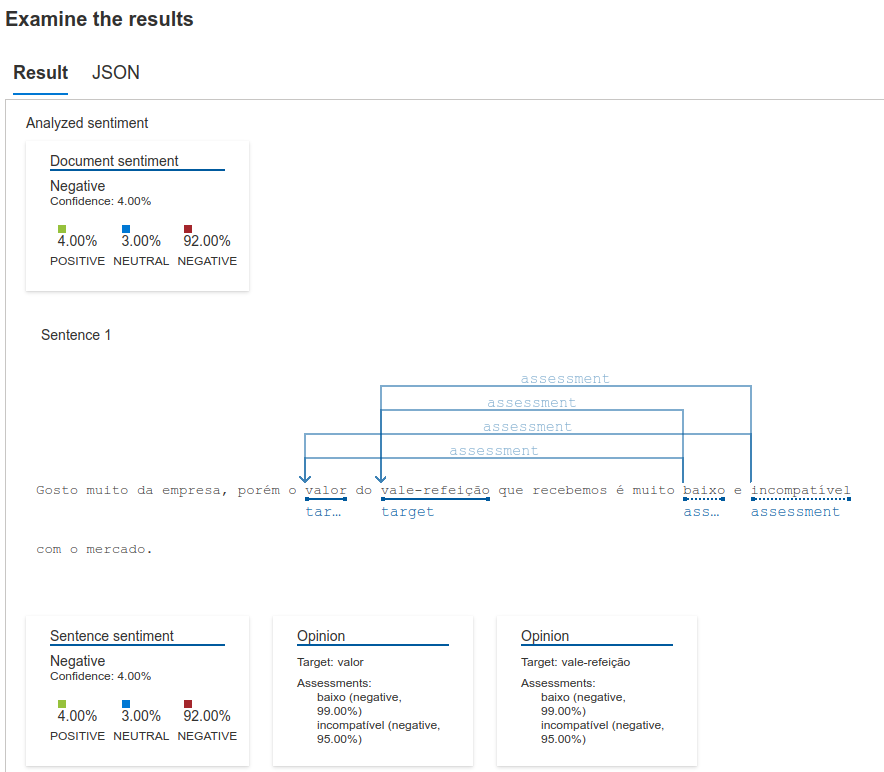 Examine the results
Result JSON
Analyzed sentiment
Document sentiment
Negative
Confidence: 4.00%
4.00% 3.00% 92.00%
POSITIVE NEUTRAL NEGATIVE
Sentence 1
assessment
assessment
assessment
assessment
Gosto muito da empresa, porém o valor do vale-refeição que recebemos é muito baixo e incompatível
tar… target ass… assessment
com o mercado.
Sentence sentiment
Negative
Confidence: 4.00%
4.00% 3.00% 92.00%
POSITIVE NEUTRAL NEGATIVE
Opinion
Target: valor
Assessments:
baixo (negative,
99.00%)
incompatível (negative,
95.00%)
Opinion
Target: vale-refeição
Assessments:
baixo (negative,
99.00%)
incompatível (negative,
95.00%)